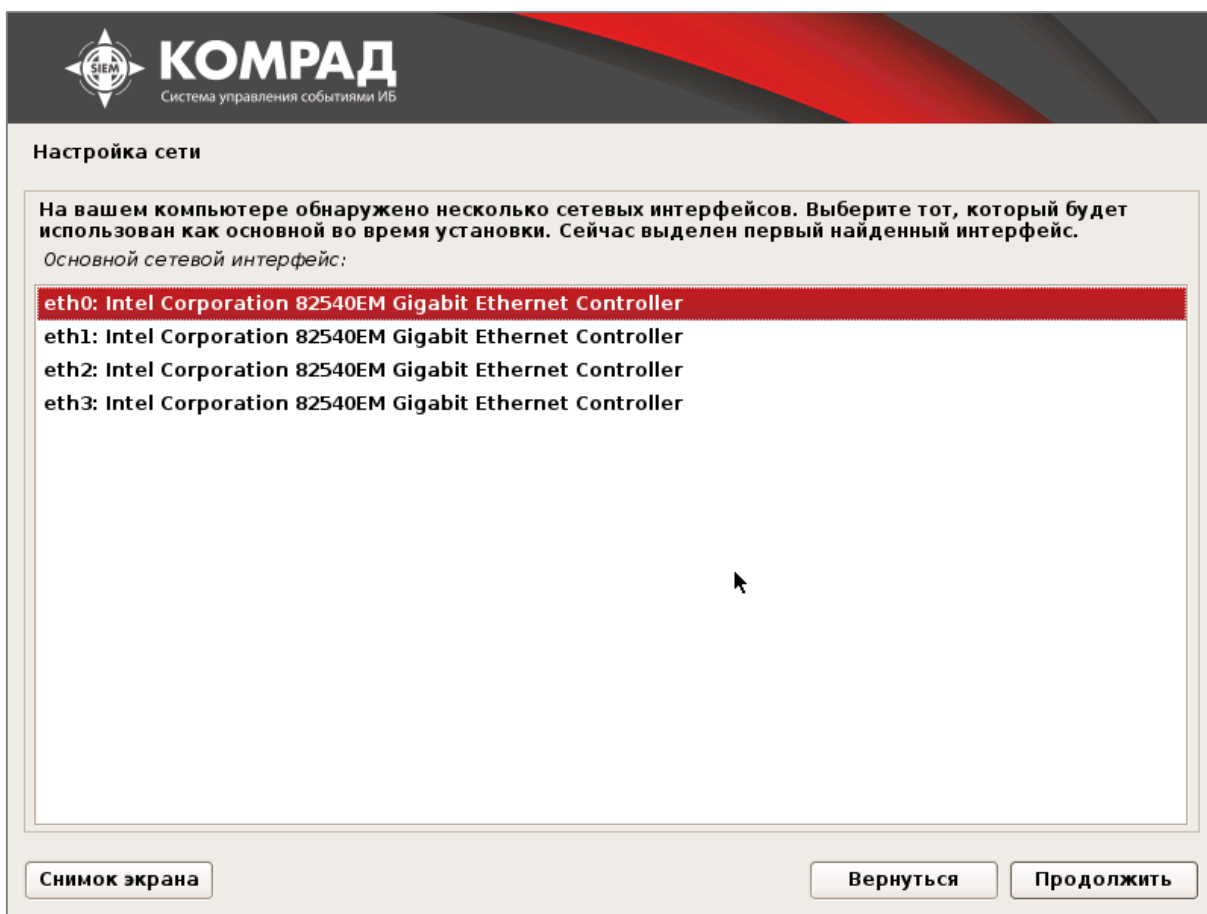 SIEM
КОМРАД
Система управления событиями ИБ
Настройка сети
На вашем компьютере обнаружено несколько сетевых интерфейсов. Выберите тот, который будет
использован как основной во время установки. Сейчас выделен первый найденный интерфейс.
Основной сетевой интерфейс:
eth0: Intel Corporation 82540EM Gigabit Ethernet Controller
eth1: Intel Corporation 82540EM Gigabit Ethernet Controller
eth2: Intel Corporation 82540EM Gigabit Ethernet Controller
eth3: Intel Corporation 82540EM Gigabit Ethernet Controller
Снимок экрана
Вернуться
Продолжить